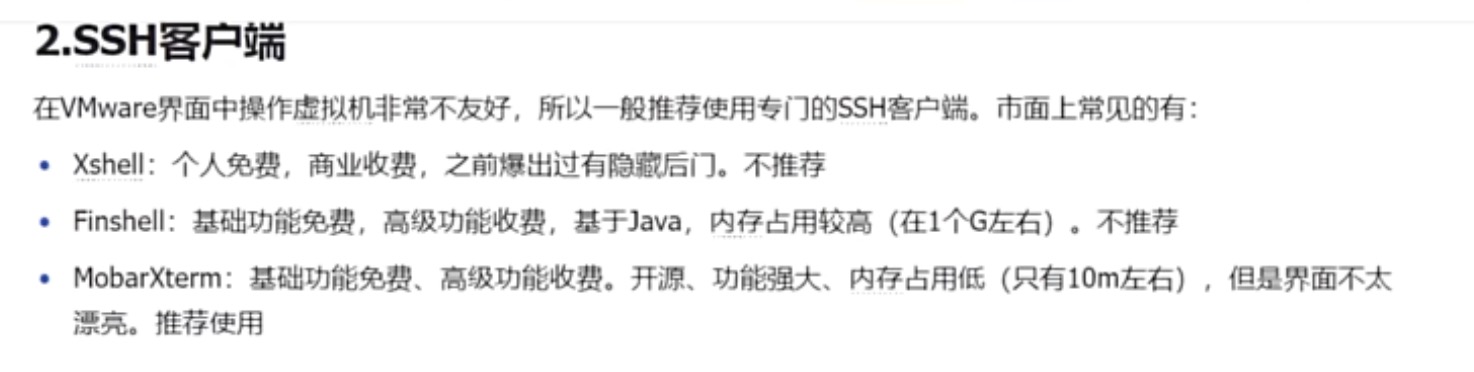 2.SSH客户端
在VMware界面中操作虚拟机非常不友好，所以一般推荐使用专门的SSH客户端。市面上常见的有：
• Xshell：个人免费，商业收费，之前爆出过有隐藏后门。不推荐
• Finshell：基础功能免费，高级功能收费，基于Java，内存占用较高（在1个G左右）。不推荐
• MobarXterm：基础功能免费、高级功能收费。开源、功能强大、内存占用低（只有10m左右），但是界面不太
漂亮。推荐使用